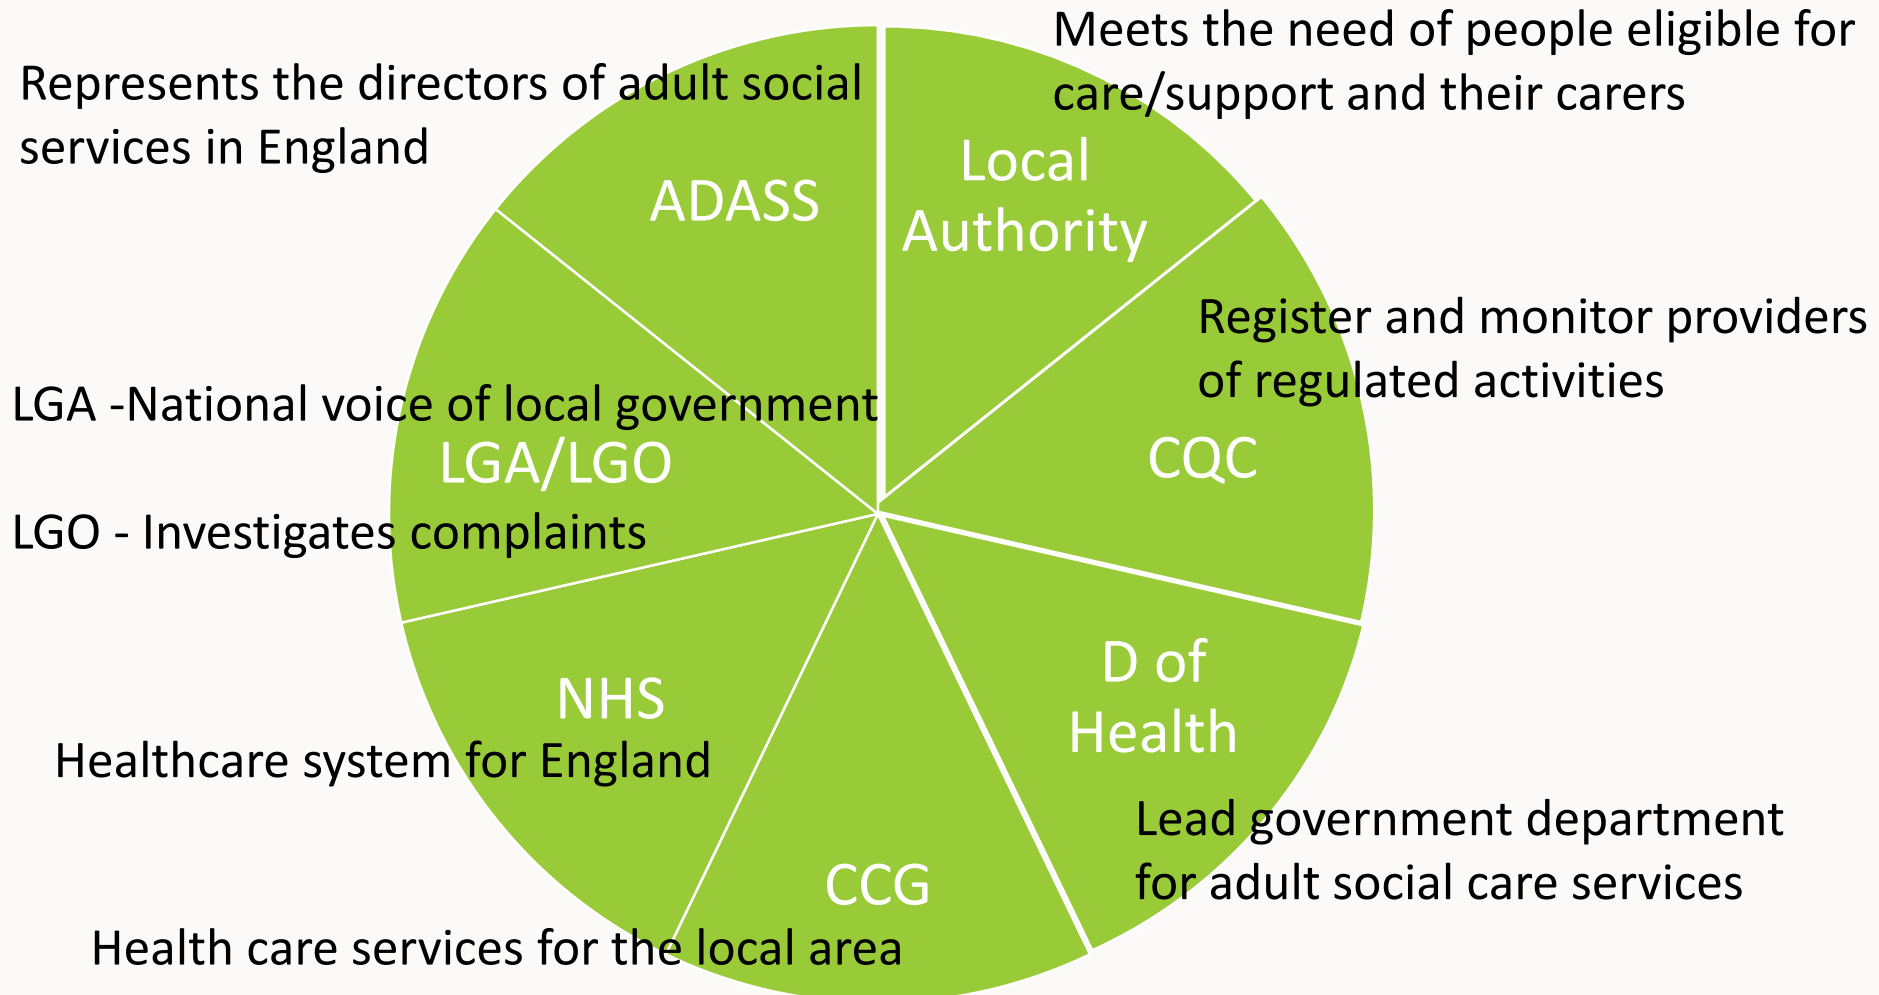 Meets the need of people eligible for
care/support and their carers
Local
Authority
Register and monitor providers
of regulated activities
CQC
D of
Health
Lead government department
for adult social care services
CCG
Health care services for the local area
NHS
Healthcare system for England
LGA -National voice of local government
LGA/LGO
LGO - Investigates complaints
Represents the directors of adult social
services in England
ADASS